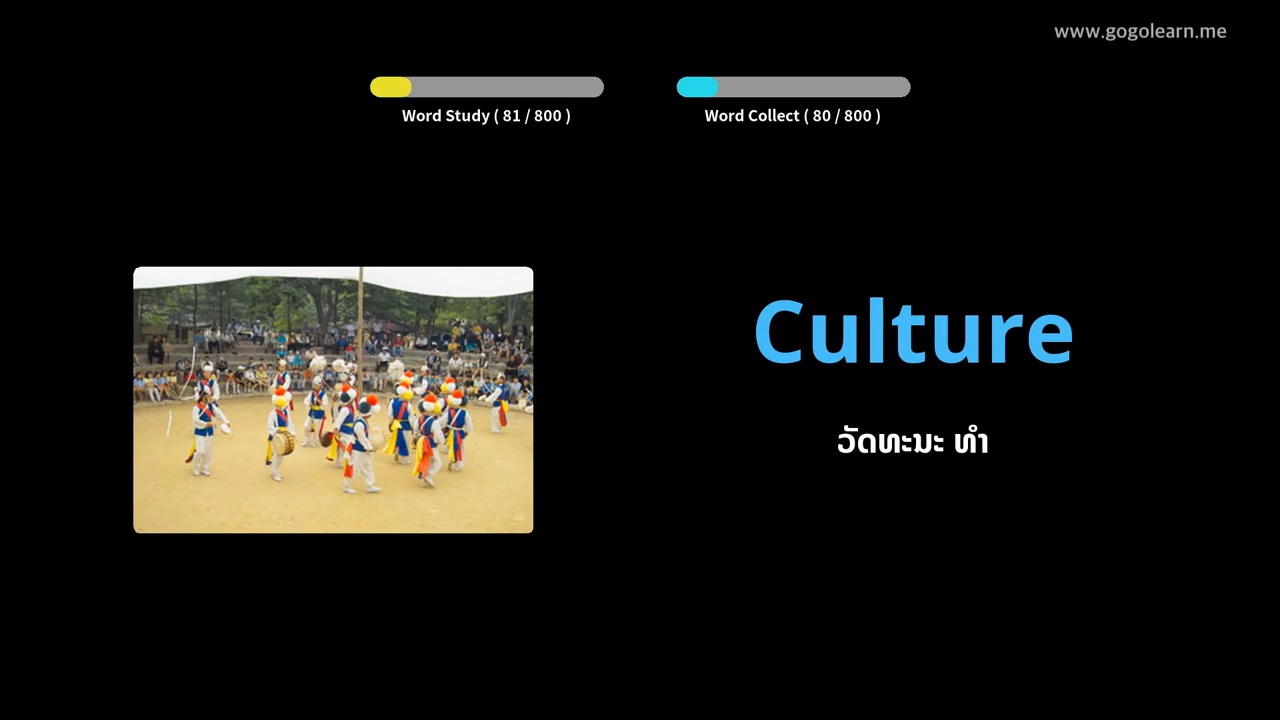 www.gogolearn.me
Word Study ( 81 / 800 )
Word Collect ( 80 / 800 )
Culture
ວັດທະນະ ທຳ